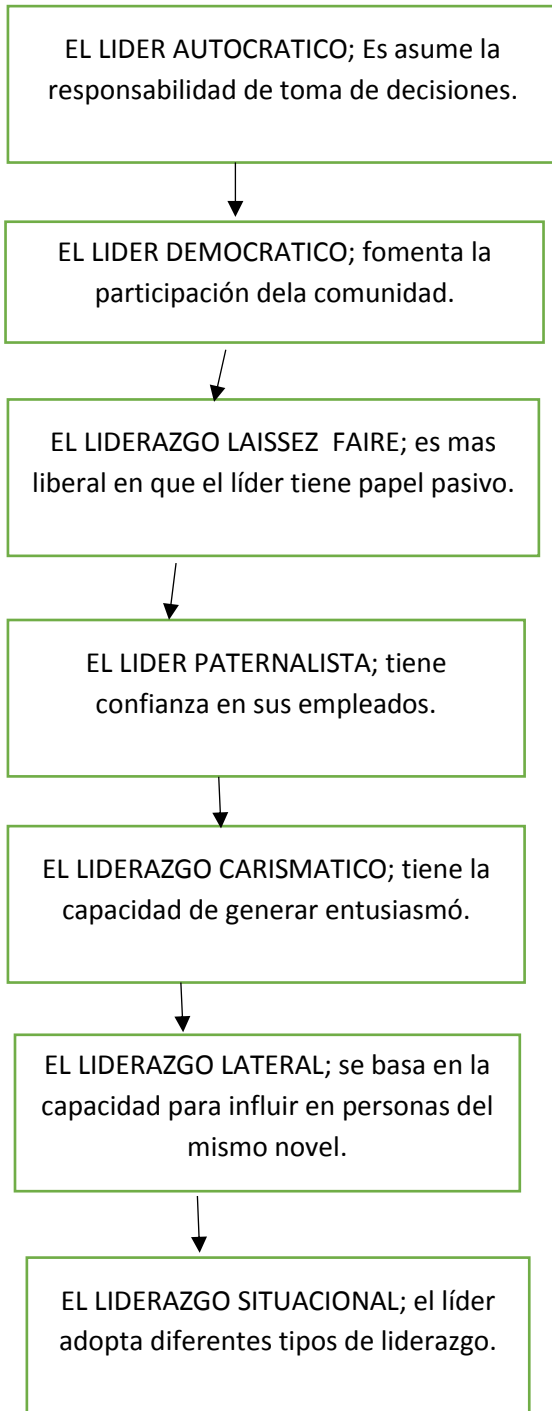 EL LIDER AUTOCRATICO; Es asume la
responsabilidad de toma de decisiones.
EL LIDER DEMOCRATICO; fomenta la
participación dela comunidad.
EL LIDERAZGO LAISSEZ  FAIRE; es mas
liberal en que el líder tiene papel pasivo.
EL LIDER PATERNALISTA; tiene
confianza en sus empleados.
EL LIDERAZGO CARISMATICO; tiene la
capacidad de generar entusiasmó.
EL LIDERAZGO LATERAL; se basa en la
capacidad para influir en personas del
mismo novel.
EL LIDERAZGO SITUACIONAL; el líder
adopta diferentes tipos de liderazgo.